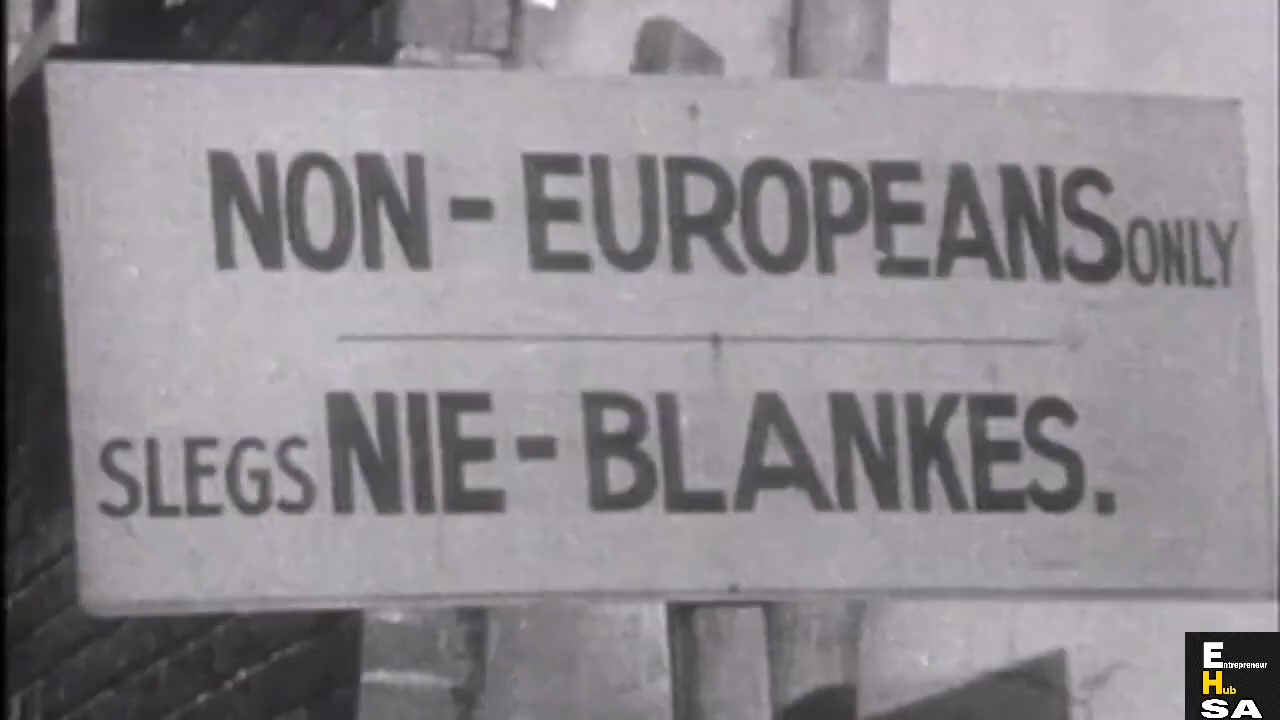 NON-EUROPEANS ONLY
SLEGS NIE-BLANKES.
Entrepreneur
Hub
SA